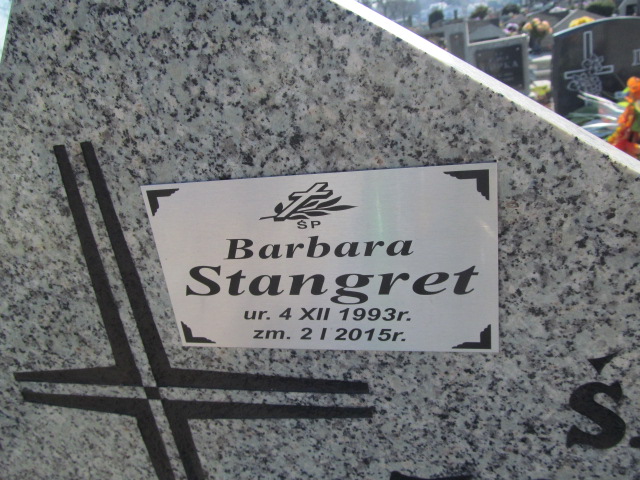 ŚP
Barbara
Stangret
ur. 4 XII 1993r.
zm. 2 I 2015r.
Ś